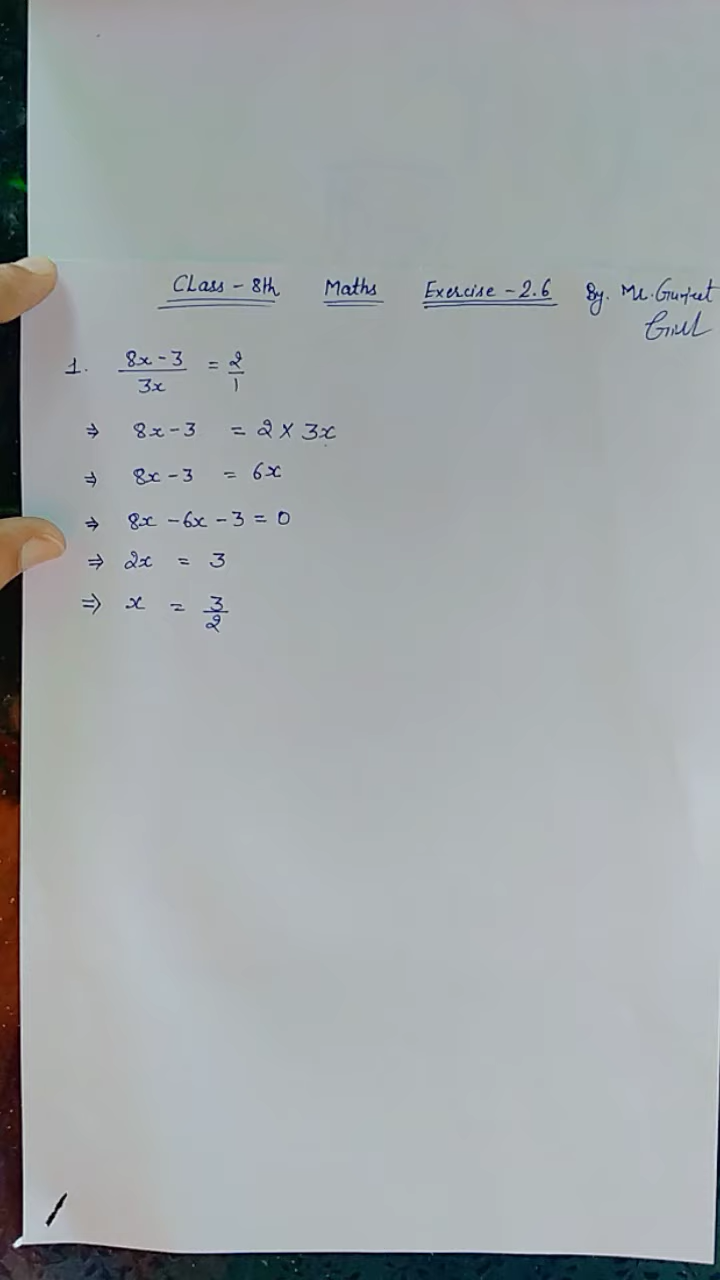 Class - 8th Maths Exercise - 2.6 By. Mr. Gurjeet Gill
1. 8x - 3 / 3x = 2 / 1
⇒ 8x - 3 = 2 × 3x
⇒ 8x - 3 = 6x
⇒ 8x - 6x - 3 = 0
⇒ 2x = 3
⇒ x = 3 / 2